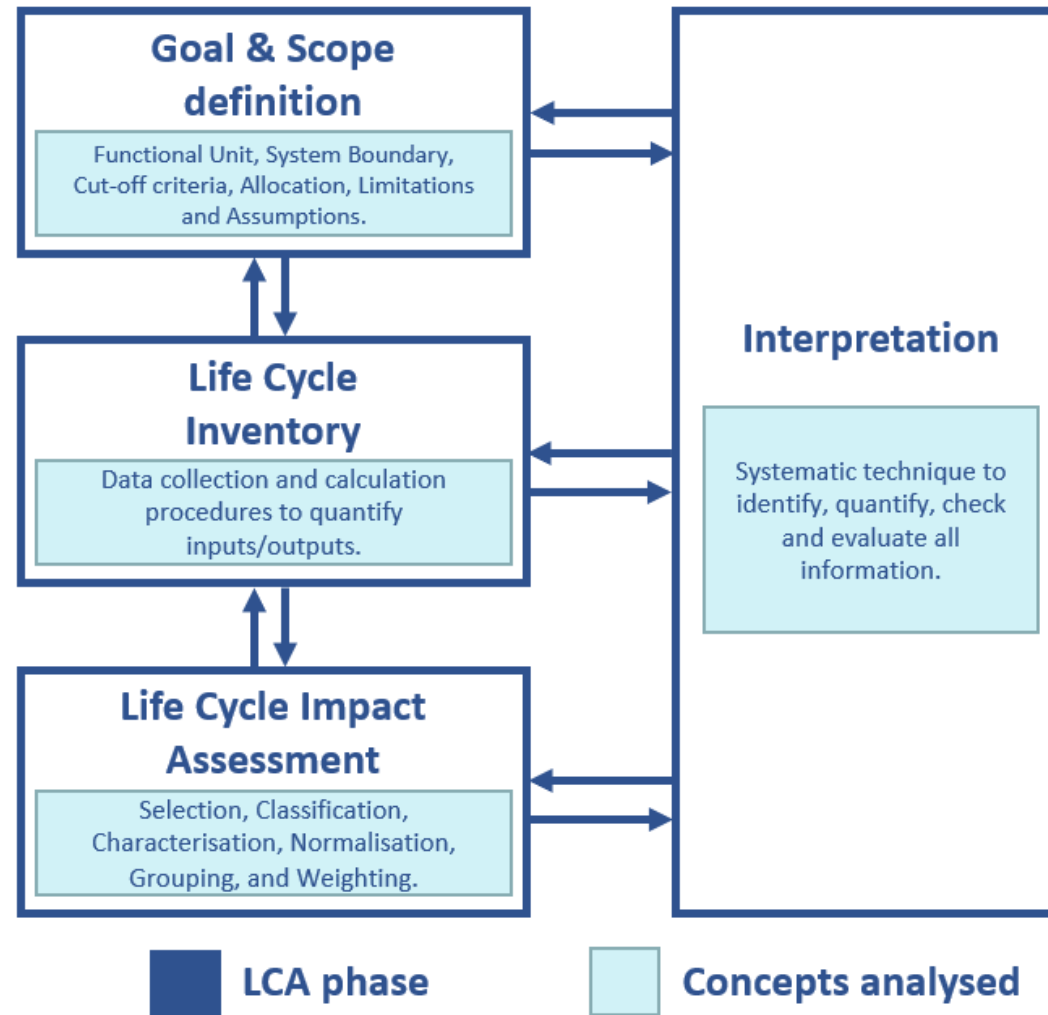 Goal & Scope
definition
Functional Unit, System Boundary,
Cut-off criteria, Allocation, Limitations
and Assumptions.
Life Cycle
Inventory
Data collection and calculation
procedures to quantify
inputs/outputs.
Life Cycle Impact
Assessment
Selection, Classification,
Characterisation, Normalisation,
Grouping, and Weighting.
Interpretation
Systematic technique to
identify, quantify, check
and evaluate all
information.
LCA phase
Concepts analysed